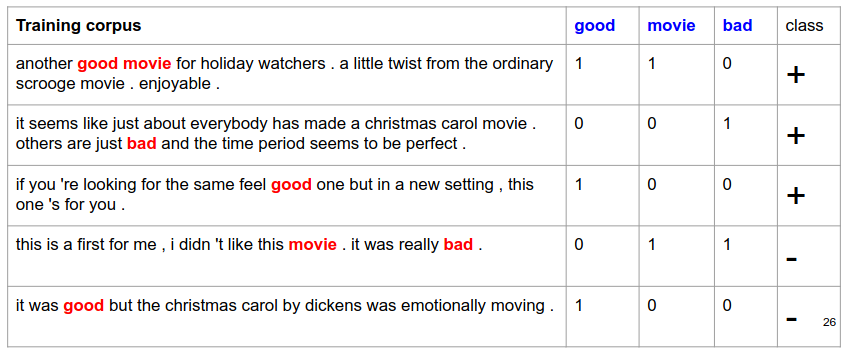 Training corpus good movie bad class
another good movie for holiday watchers . a little twist from the ordinary 1 1 0 +
scrooge movie . enjoyable .
it seems like just about everybody has made a christmas carol movie . 0 0 1 +
others are just bad and the time period seems to be perfect .
if you 're looking for the same feel good one but in a new setting , this 1 0 0 +
one 's for you .
this is a first for me , i didn 't like this movie . it was really bad . 0 1 1 -
it was good but the christmas carol by dickens was emotionally moving . 1 0 0 -
26